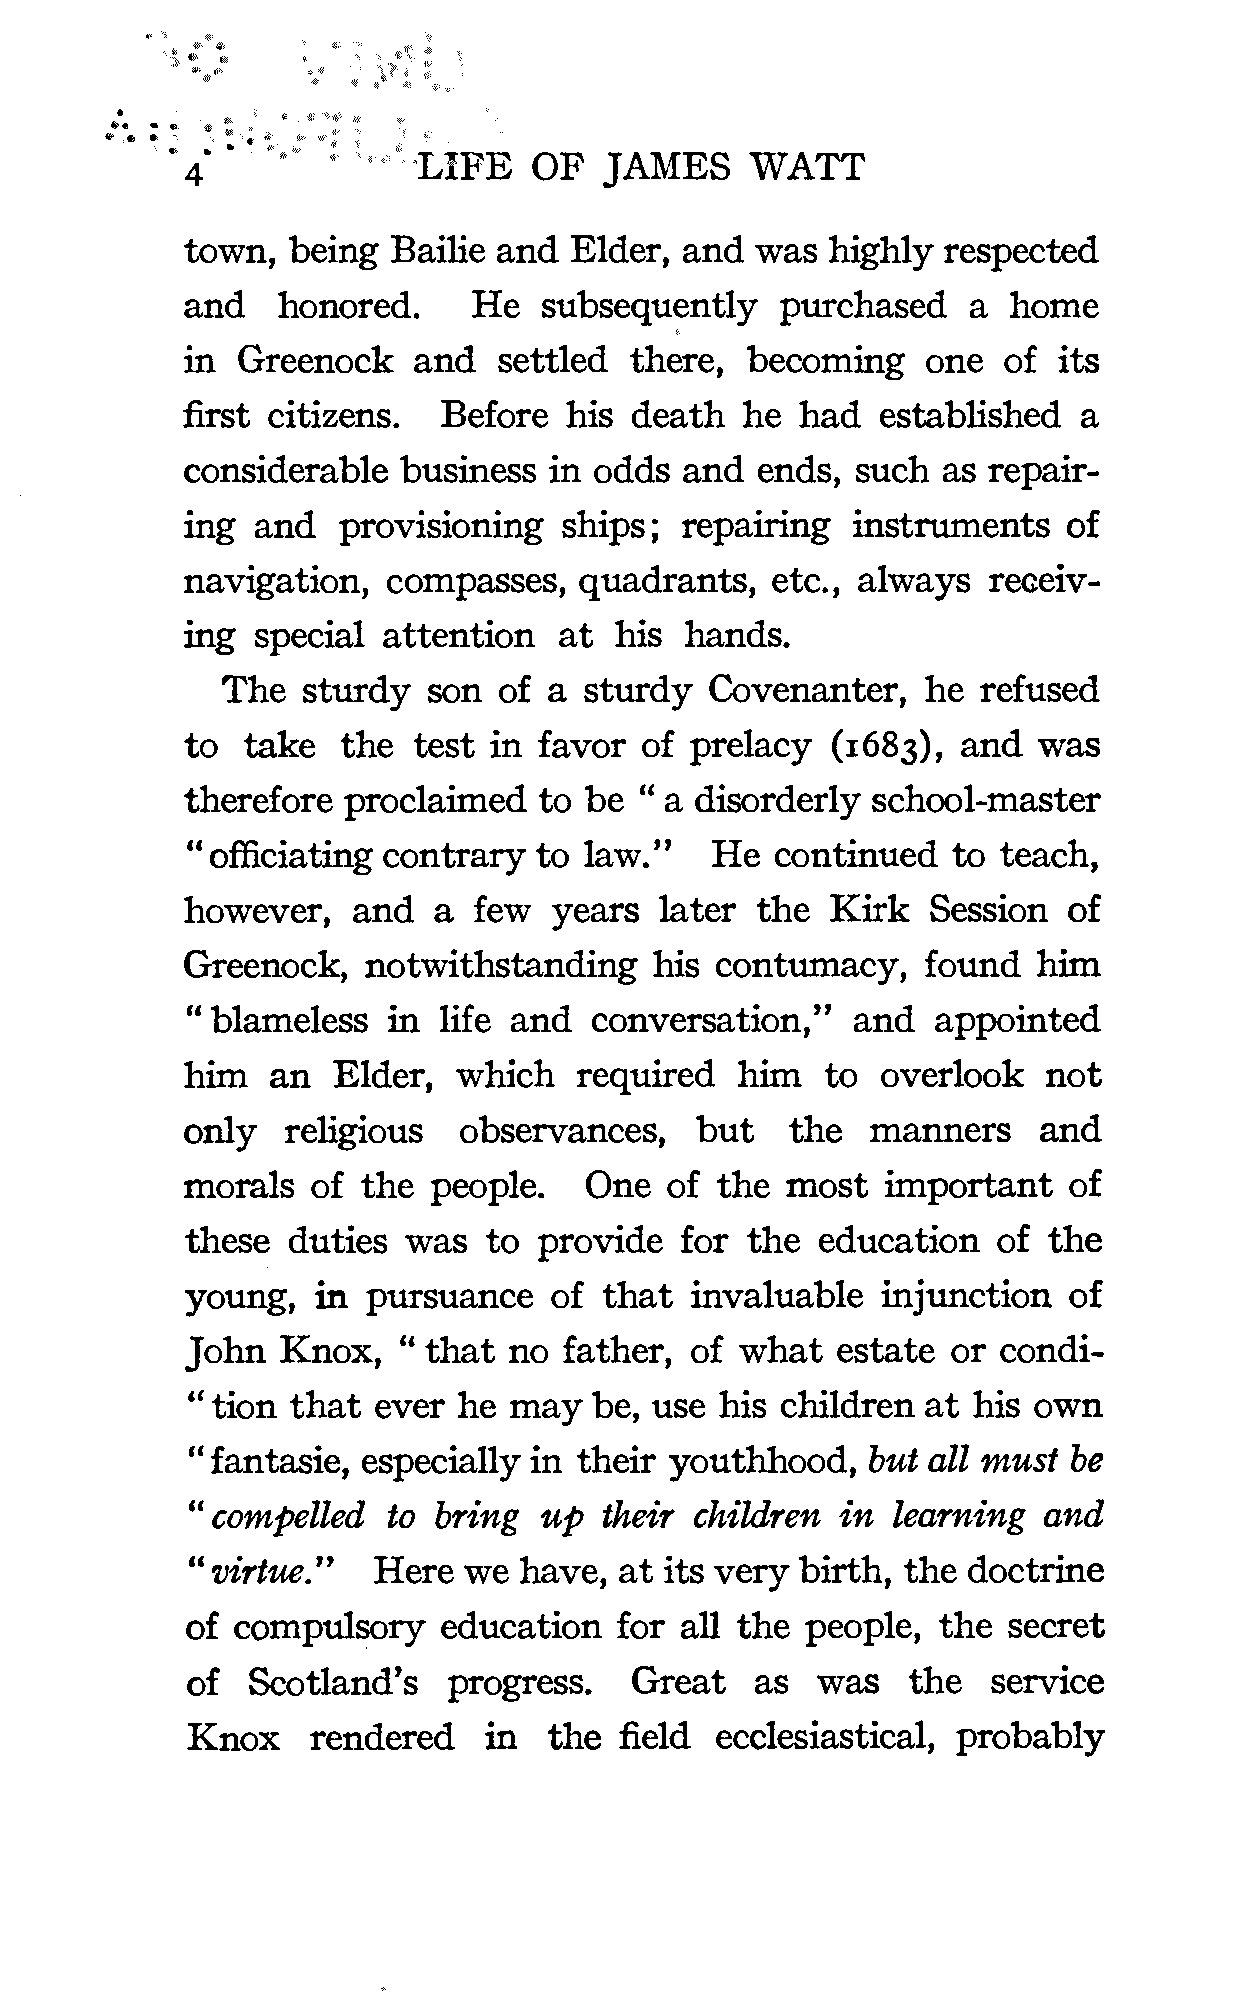 4 LIFE OF JAMES WATT
town, being Bailie and Elder, and was highly respected
and honored. He subsequently purchased a home
in Greenock and settled there, becoming one of its
first citizens. Before his death he had established a
considerable business in odds and ends, such as repair-
ing and provisioning ships; repairing instruments of
navigation, compasses, quadrants, etc., always receiv-
ing special attention at his hands.
The sturdy son of a sturdy Covenanter, he refused
to take the test in favor of prelacy (1683), and was
therefore proclaimed to be “ a disorderly school-master
“ officiating contrary to law.” He continued to teach,
however, and a few years later the Kirk Session of
Greenock, notwithstanding his contumacy, found him
“ blameless in life and conversation,” and appointed
him an Elder, which required him to overlook not
only religious observances, but the manners and
morals of the people. One of the most important of
these duties was to provide for the education of the
young, in pursuance of that invaluable injunction of
John Knox, “ that no father, of what estate or condi-
“ tion that ever he may be, use his children at his own
“ fantasie, especially in their youthhood, but all must be
“ compelled to bring up their children in learning and
“ virtue.” Here we have, at its very birth, the doctrine
of compulsory education for all the people, the secret
of Scotland’s progress. Great as was the service
Knox rendered in the field ecclesiastical, probably